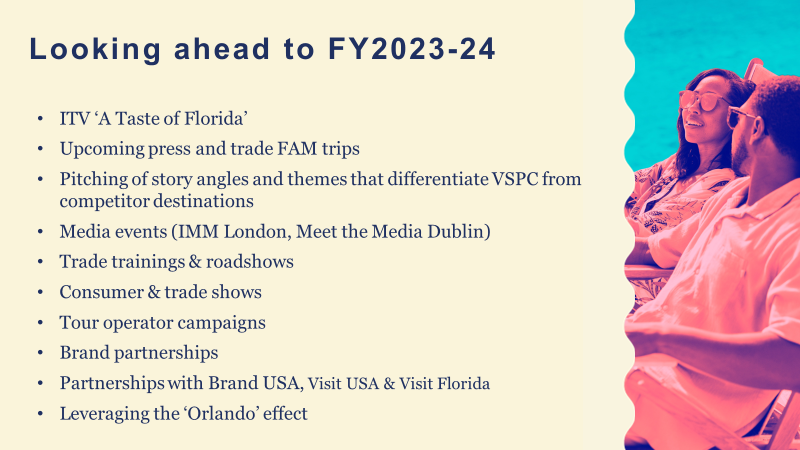 Looking ahead to FY2023-24
• ITV ‘A Taste of Florida’
• Upcoming press and trade FAM trips
• Pitching of story angles and themes that differentiate VSPC from
competitor destinations
• Media events (IMM London, Meet the Media Dublin)
• Trade trainings & roadshows
• Consumer & trade shows
• Tour operator campaigns
• Brand partnerships
• Partnerships with Brand USA, Visit USA & Visit Florida
• Leveraging the ‘Orlando’ effect